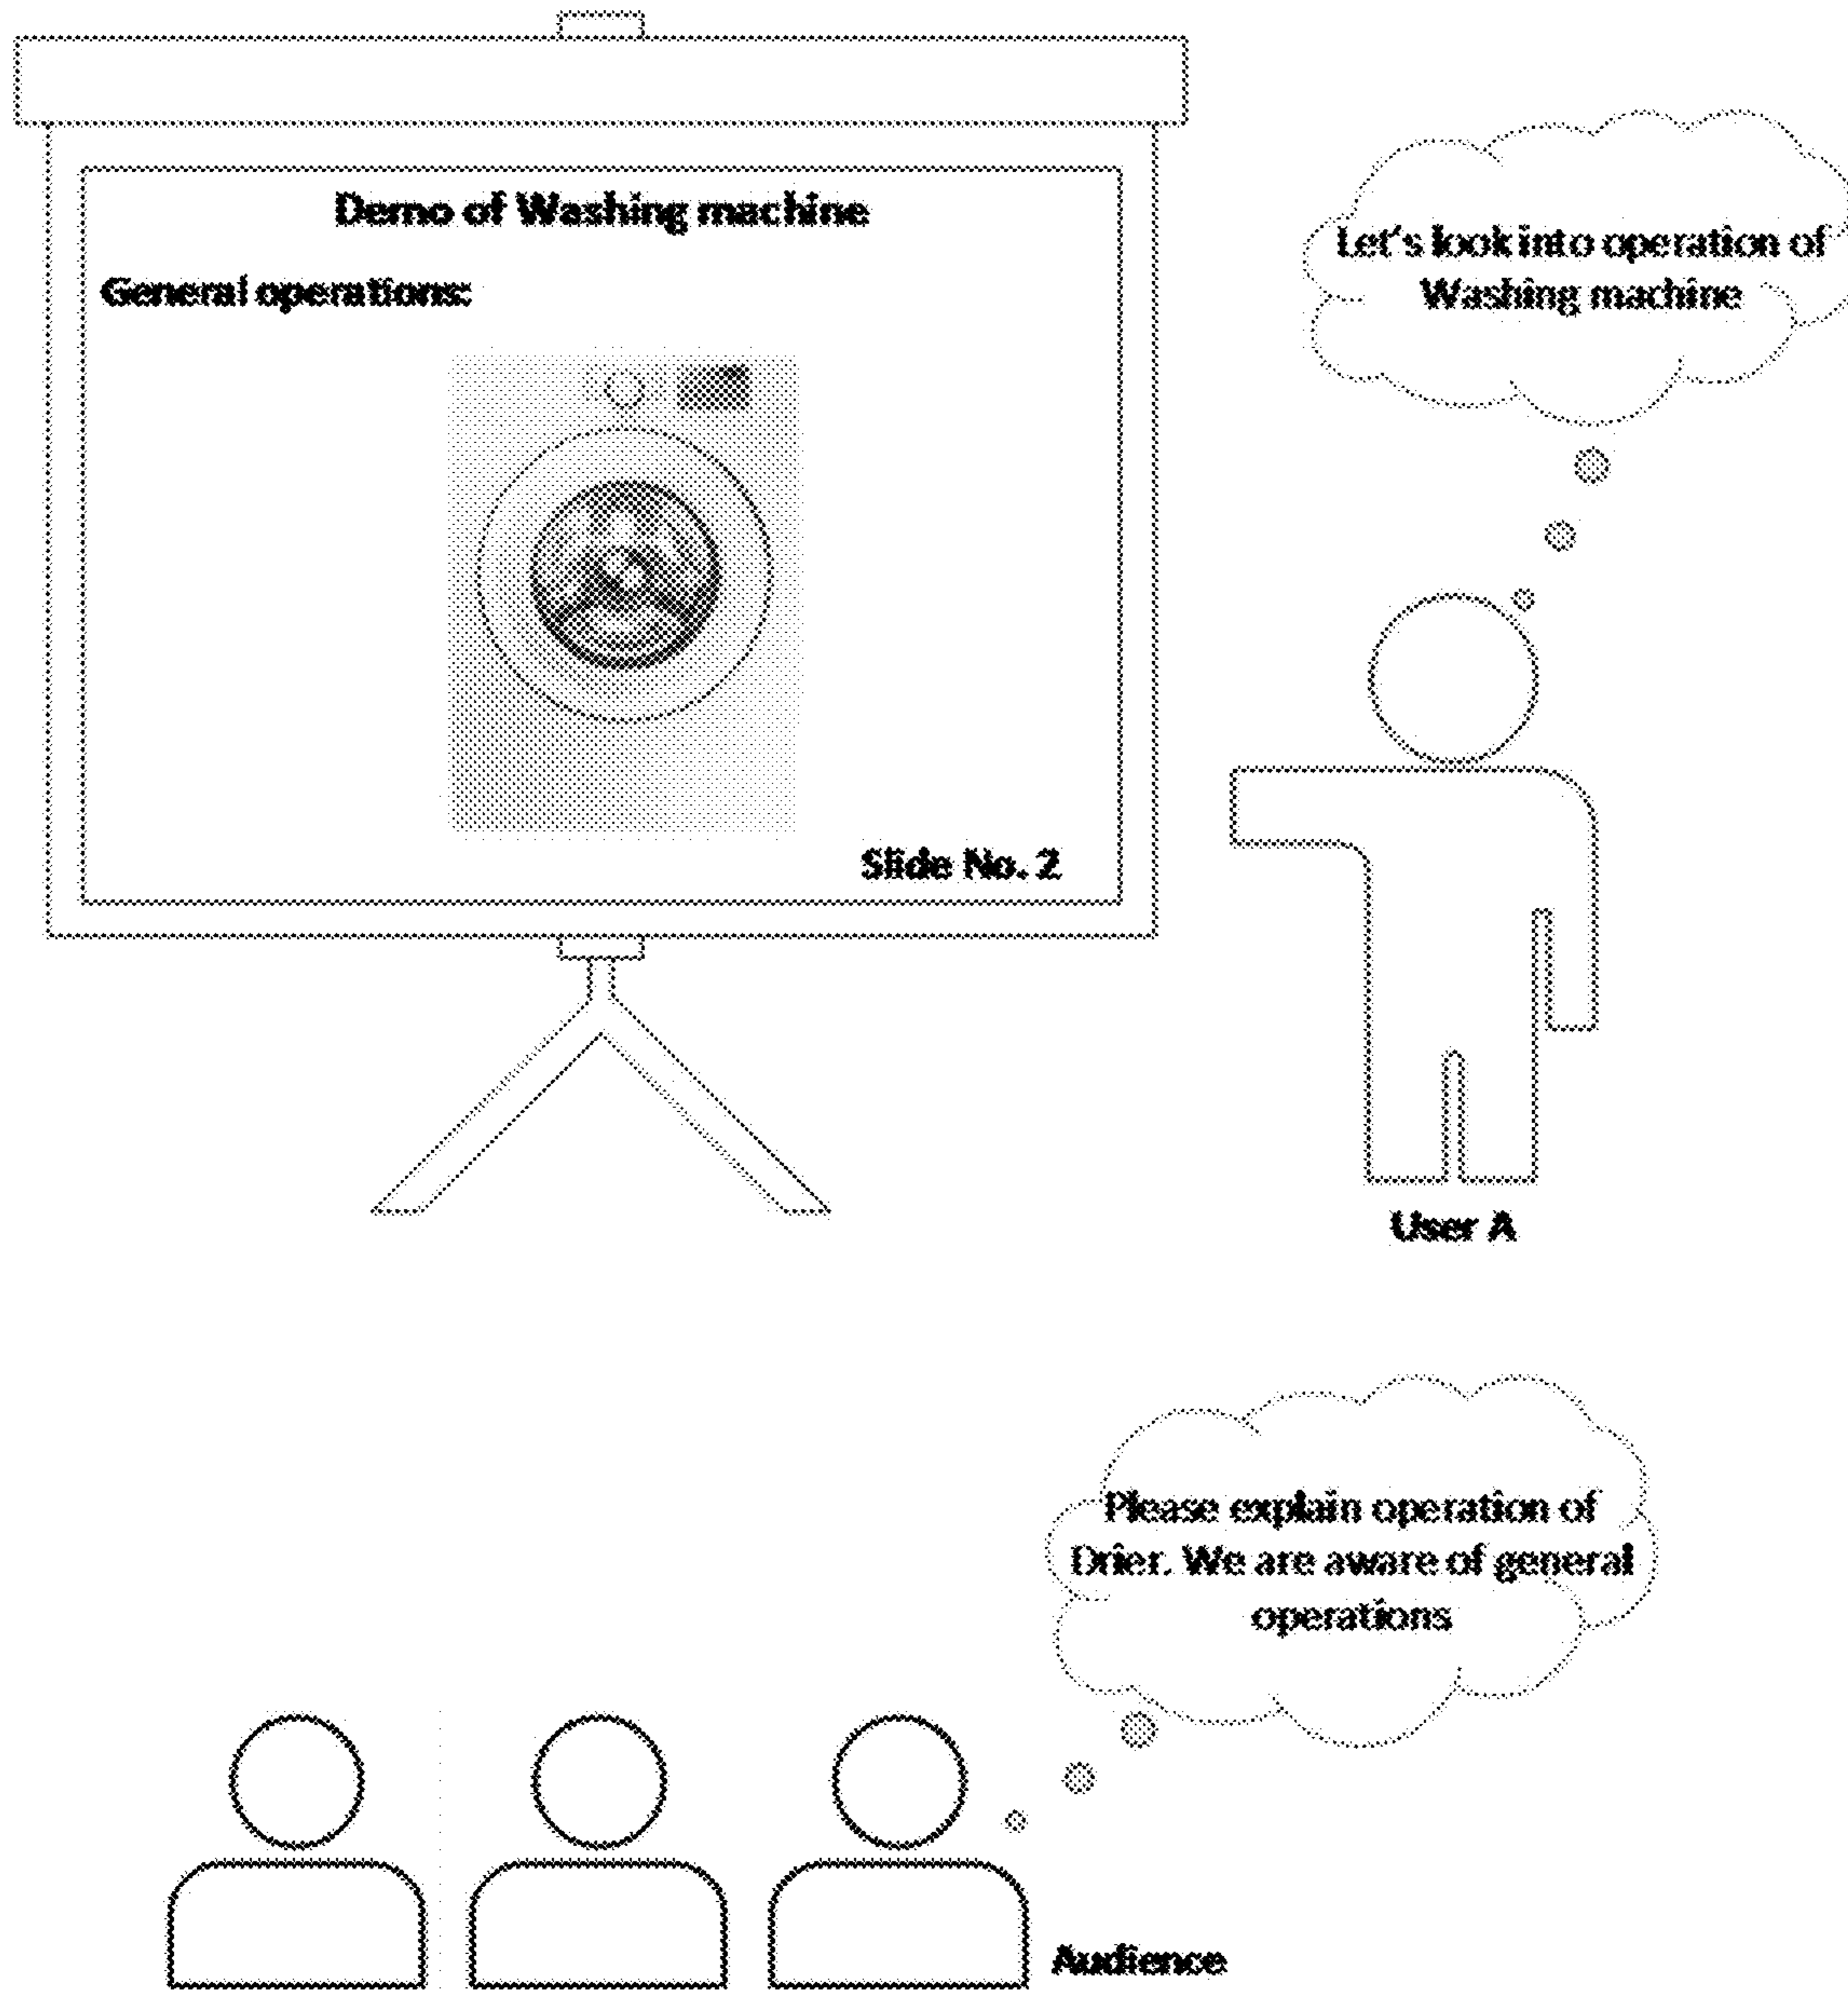 Demo of Washing machine
General operations:
Slide No. 2
Let's look into operation of
Washing machine
User A
Please explain operation of
Drier. We are aware of general
operations
Audience